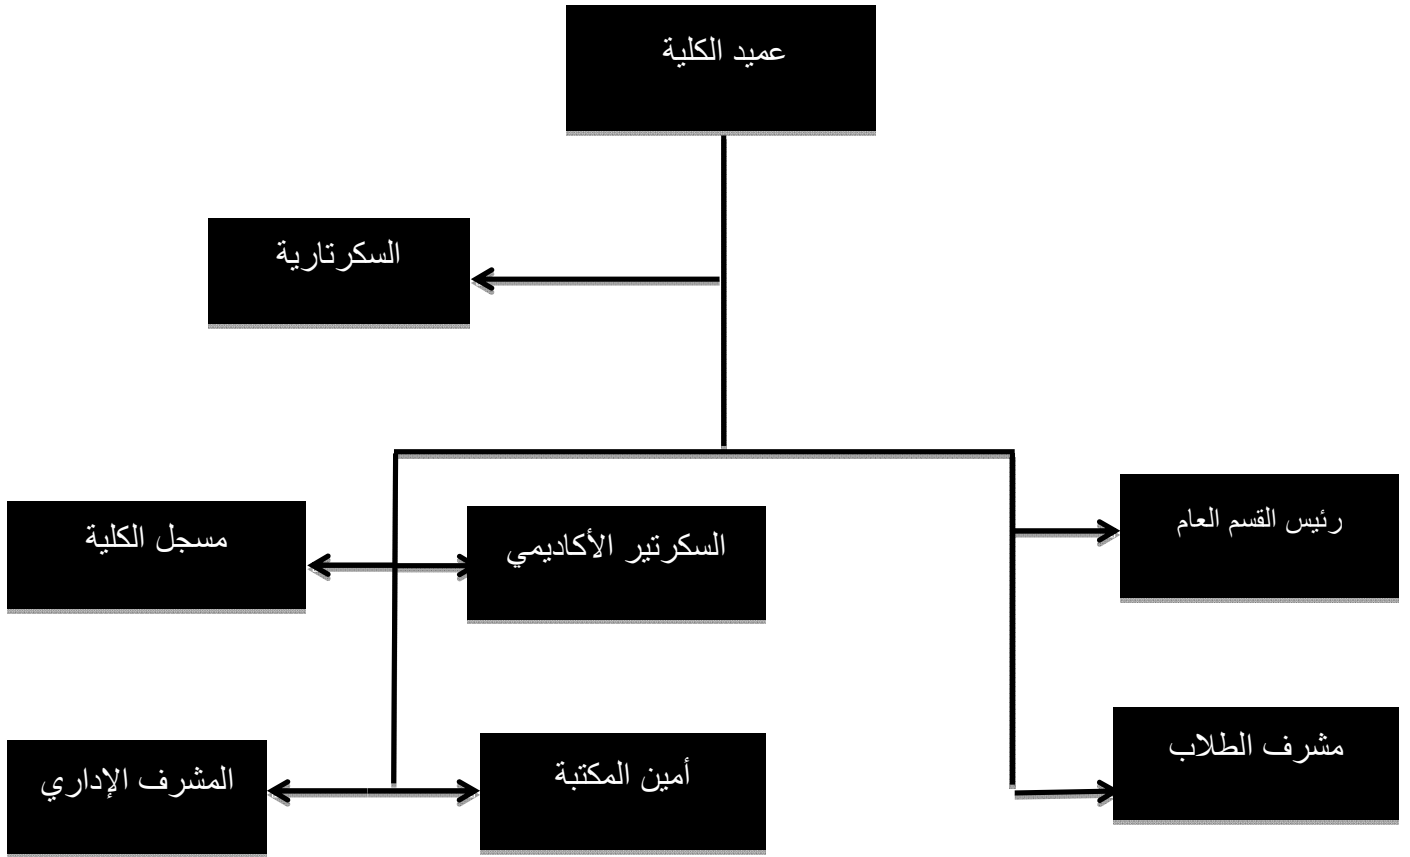 عميد الكلية
السكرتارية
رئيس القسم العام
السكرتير الأكاديمي
مسجل الكلية
مشرف الطلاب
أمين المكتبة
المشرف الإداري